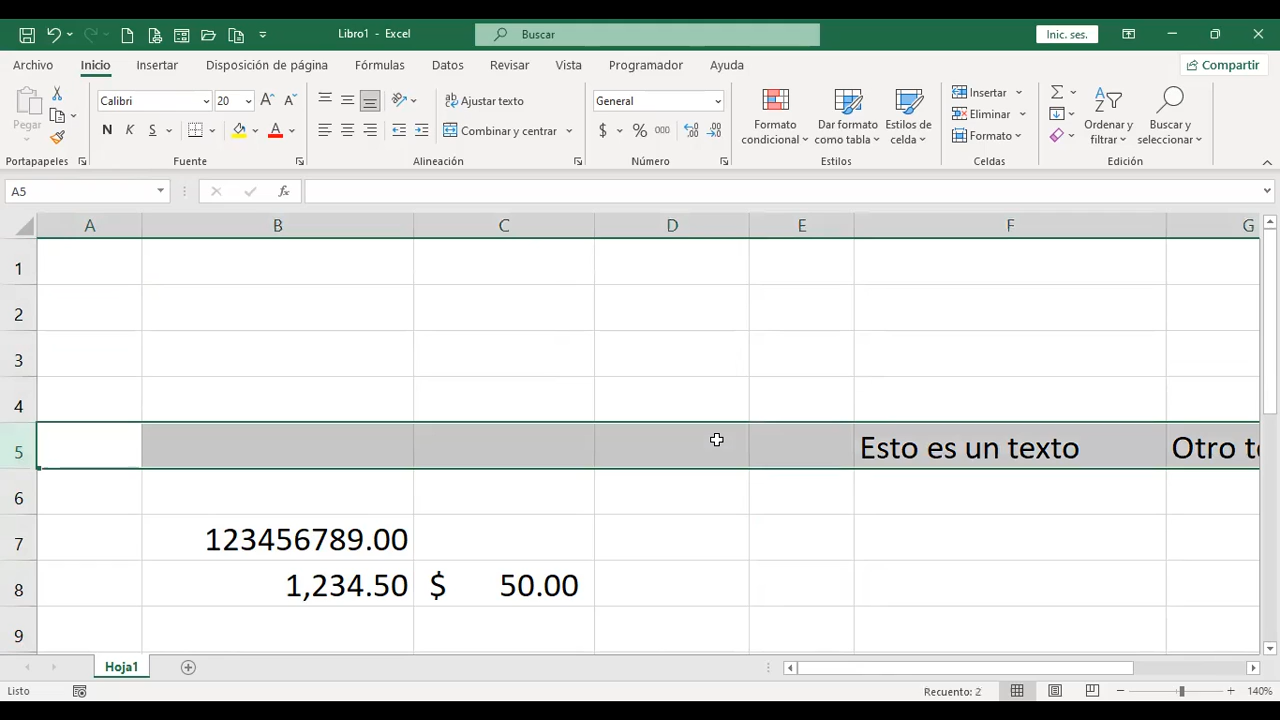 Libro1 - Excel
Buscar
Inic. ses.
Archivo Inicio Insertar Disposición de página Fórmulas Datos Revisar Vista Programador Ayuda
Compartir
Pegar
Portapapeles
Calibri 20
N K S
Fuente
Ajustar texto
Combinar y centrar
Alineación
General
$ % 000
Número
Formato condicional
Dar formato como tabla
Estilos de celda
Estilos
Insertar
Eliminar
Formato
Celdas
Ordenar y filtrar
Buscar y seleccionar
Edición
A5
fx
A B C D E F G
1
2
3
4
5 Esto es un texto Otro te
6
7 123456789.00
8 1,234.50 $ 50.00
9
Hoja1
Listo
Recuento: 2
140%